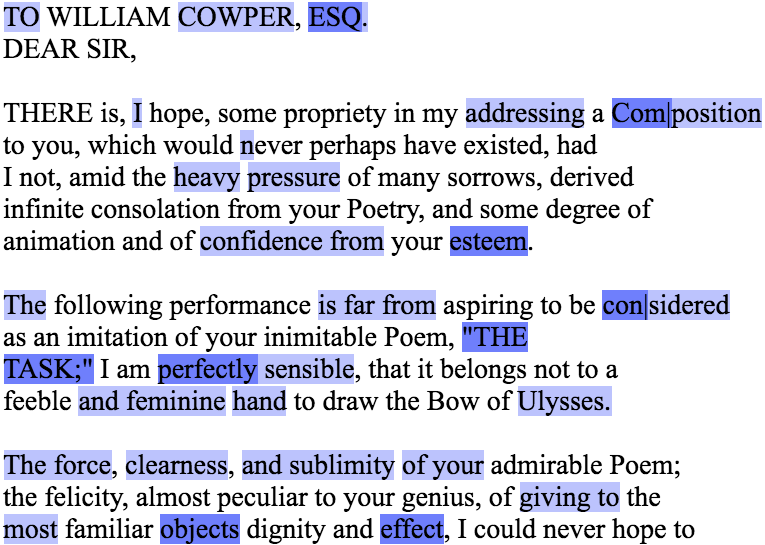 TO WILLIAM COWPER, ESQ.
DEAR SIR,
THERE is, I hope, some propriety in my addressing a Com|position
to you, which would never perhaps have existed, had
I not, amid the heavy pressure of many sorrows, derived
infinite consolation from your Poetry, and some degree of
animation and of confidence from your esteem.
The following performance is far from aspiring to be con|sidered
as an imitation of your inimitable Poem, "THE
TASK;" I am perfectly sensible, that it belongs not to a
feeble and feminine hand to draw the Bow of Ulysses.
The force, clearness, and sublimity of your admirable Poem;
the felicity, almost peculiar to your genius, of giving to the
most familiar objects dignity and effect, I could never hope to